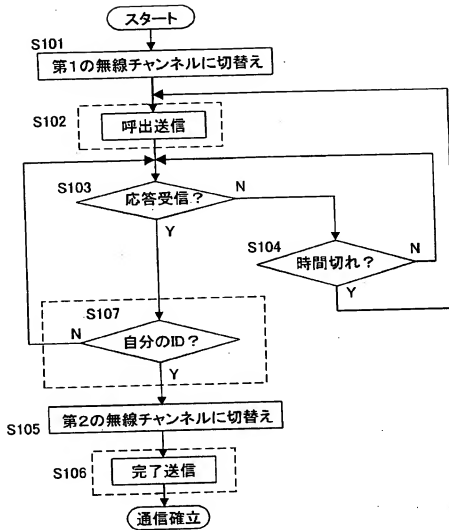 スタート
S101
第1の無線チャンネルに切替え
S102
呼出送信
S103
応答受信?
N
Y
S104
時間切れ?
N
Y
S107
自分のID?
N
Y
S105
第2の無線チャンネルに切替え
S106
完了送信
通信確立